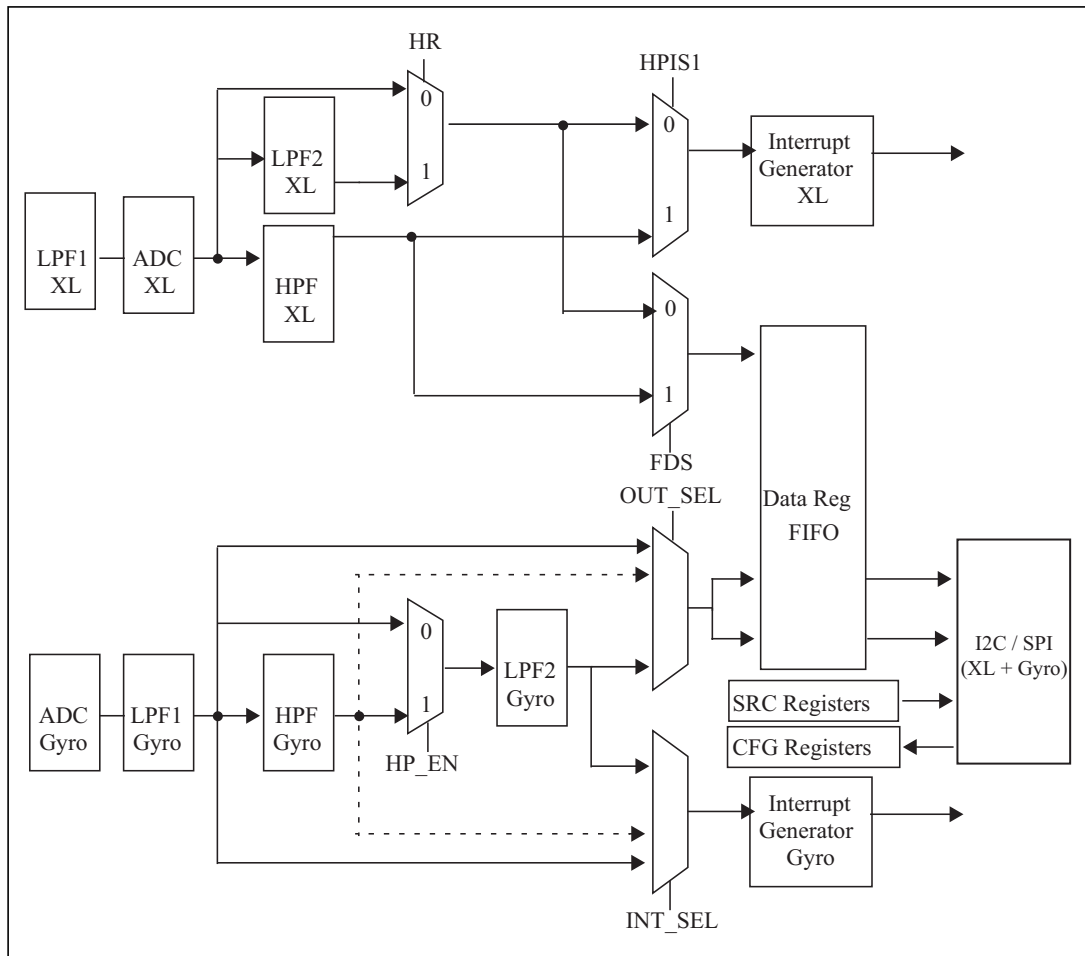 HR
HPIS1
0
1
LPF2
XL
0
1
Interrupt
Generator
XL
LPF1
XL
ADC
XL
HPF
XL
0
1
FDS
OUT_SEL
Data Reg
FIFO
0
1
HP_EN
LPF2
Gyro
ADC
Gyro
LPF1
Gyro
HPF
Gyro
I2C / SPI
(XL + Gyro)
SRC Registers
CFG Registers
Interrupt
Generator
Gyro
INT_SEL